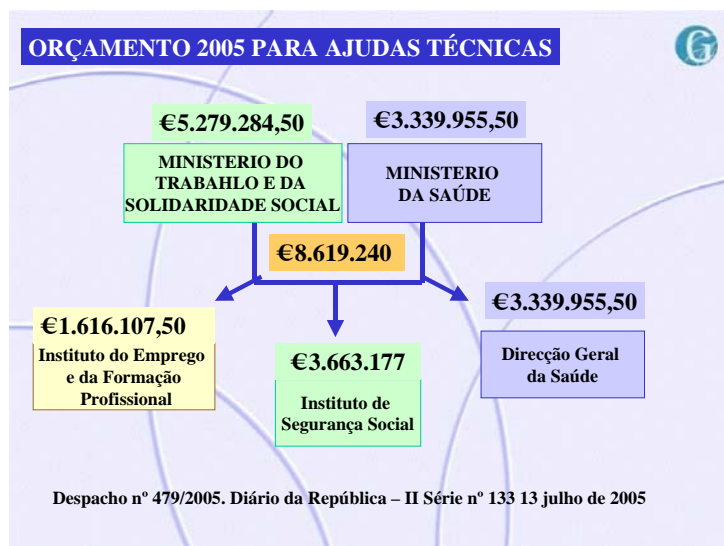 ORÇAMENTO 2005 PARA AJUDAS TÉCNICAS
€5.279.284,50
€3.339.955,50
MINISTERIO DO
TRABAHLO E DA
SOLIDARIDADE SOCIAL
MINISTERIO
DA SAÚDE
€8.619.240
€3.339.955,50
€1.616.107,50
Instituto do Emprego
e da Formação
Profissional
€3.663.177
Instituto de
Segurança Social
Direcção Geral
da Saúde
Despacho nº 479/2005. Diário da República – II Série nº 133 13 julho de 2005